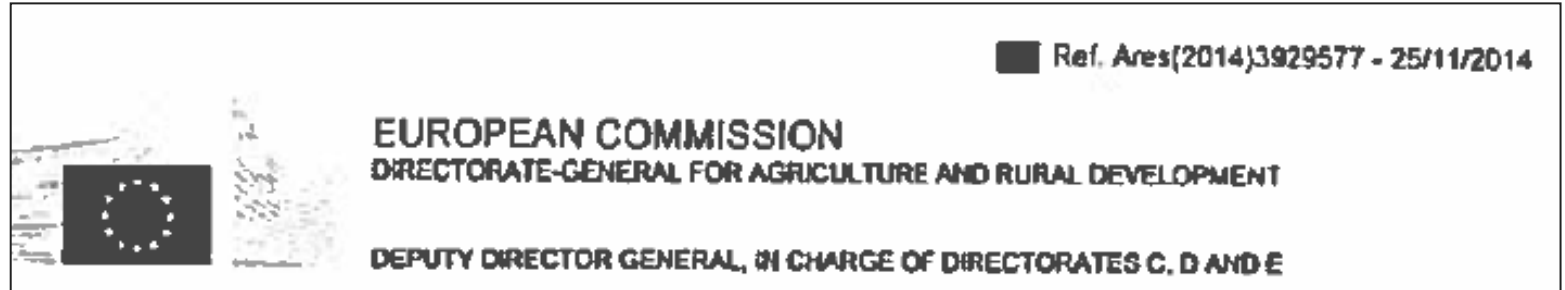 Ref. Ares(2014)3929577 - 25/11/2014
EUROPEAN COMMISSION
DIRECTORATE-GENERAL FOR AGRICULTURE AND RURAL DEVELOPMENT
DEPUTY DIRECTOR GENERAL, IN CHARGE OF DIRECTORATES C, D AND E